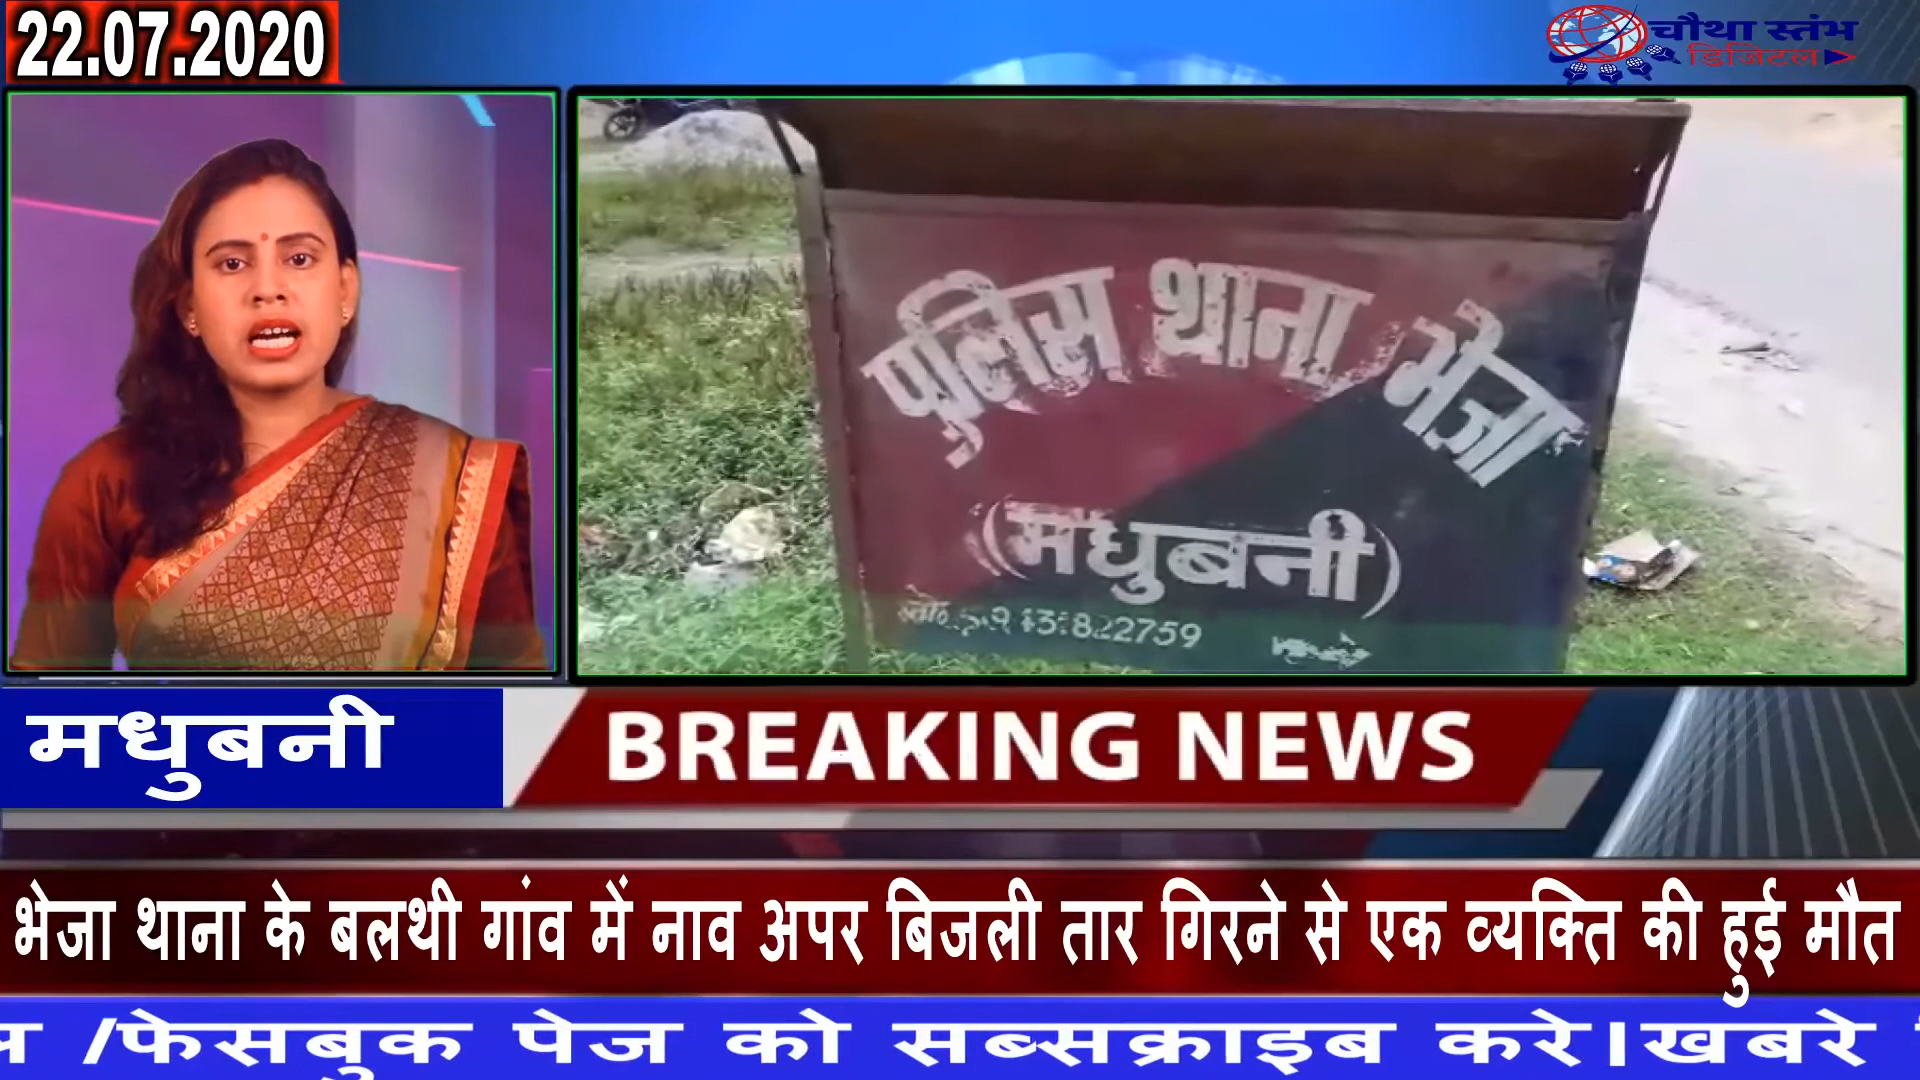 22.07.2020
चौथा स्तंभ
डिजिटल
पुलिस थाना भेजा
(मधुबनी)
मधुबनी
BREAKING NEWS
भेजा थाना के बलथी गांव में नाव अपर बिजली तार गिरने से एक व्यक्ति की हुई मौत
/फेसबुक पेज को सब्सक्राइब करे।खबरे